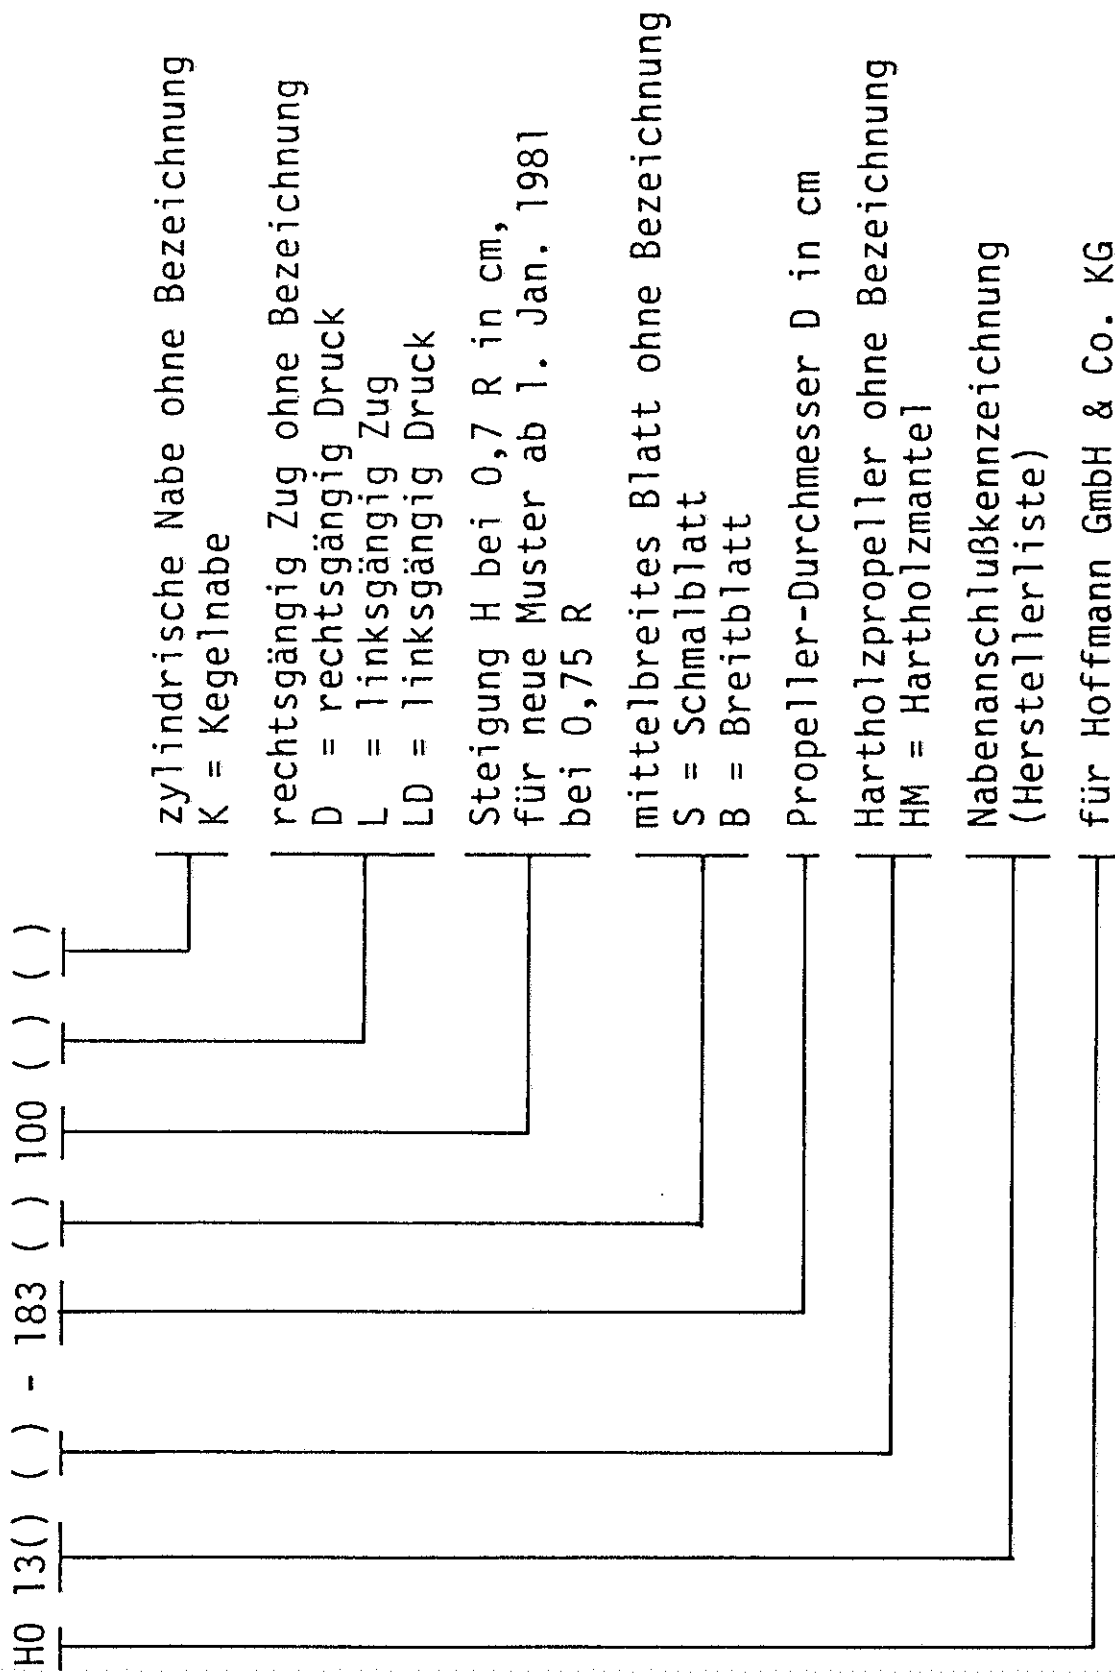 HO 13() ( ) - 183 ( ) 100 ( ) ( )
zylindrische Nabe ohne Bezeichnung
K = Kegelnabe
rechtsgängig Zug ohne Bezeichnung
D = rechtsgängig Druck
L = linksgängig Zug
LD = linksgängig Druck
Steigung H bei 0,7 R in cm,
für neue Muster ab 1. Jan. 1981
bei 0,75 R
mittelbreites Blatt ohne Bezeichnung
S = Schmalblatt
B = Breitblatt
Propeller-Durchmesser D in cm
Hartholzpropeller ohne Bezeichnung
HM = Hartholzmantel
Nabenanschlußkennzeichnung
(Herstellerliste)
für Hoffmann GmbH & Co. KG